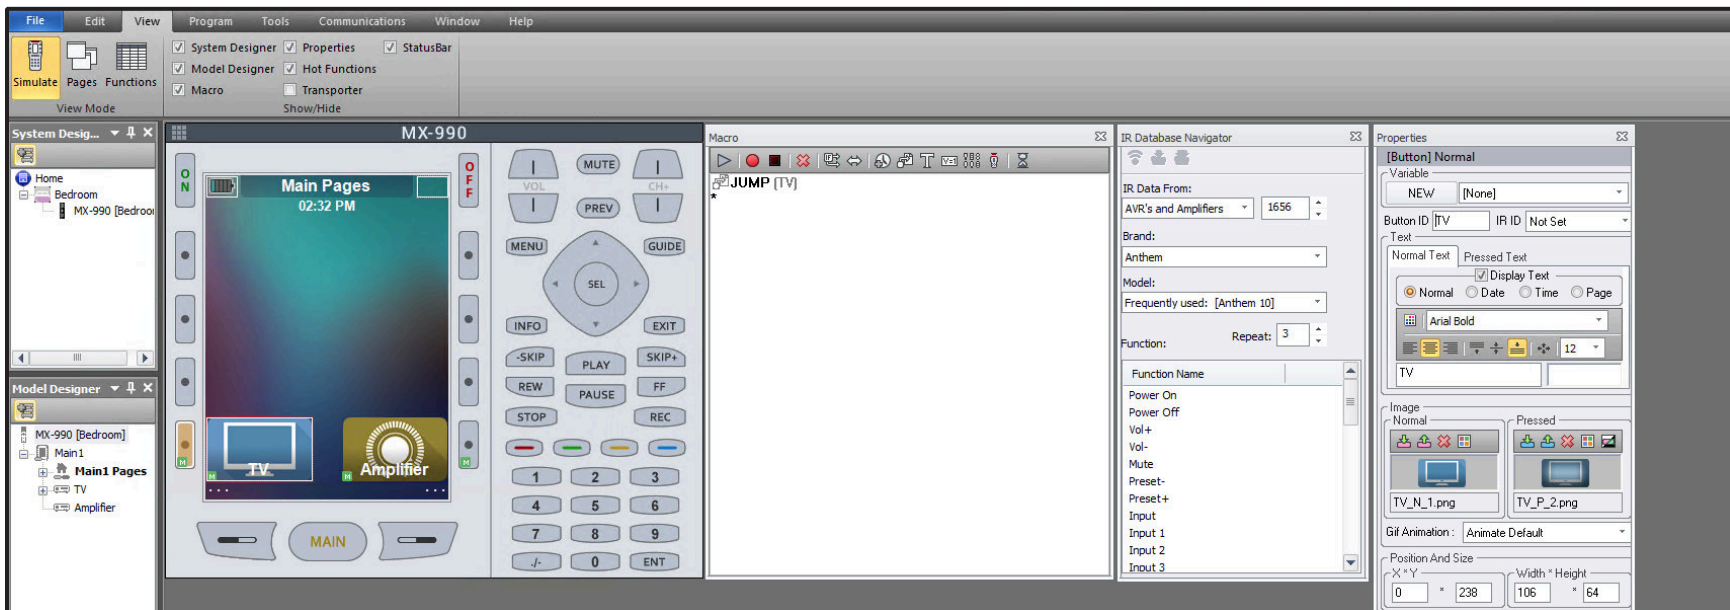 File Edit View Program Tools Communications Window Help
Simulate Pages Functions
View Mode
System Designer Properties StatusBar
Model Designer Hot Functions
Macro Transporter
Show/Hide
System Desig...
Home
Bedroom
MX-990 [Bedroor
Model Designer
MX-990 [Bedroom]
Main1
Main1 Pages
TV
Amplifier
MX-990
ON
OFF
Main Pages
02:32 PM
TV
Amplifier
M
M
M
M
MAIN
VOL
MUTE
CH+
PREV
MENU
GUIDE
SEL
INFO
EXIT
-SKIP
PLAY
SKIP+
REW
PAUSE
FF
STOP
REC
1 2 3
4 5 6
7 8 9
./- 0 ENT
Macro
JUMP (TV)
*
IR Database Navigator
IR Data From:
AVR's and Amplifiers 1656
Brand:
Anthem
Model:
Frequently used: [Anthem 10]
Function: Repeat: 3
Function Name
Power On
Power Off
Vol+
Vol-
Mute
Preset-
Preset+
Input
Input 1
Input 2
Input 3
Properties
[Button] Normal
Variable
NEW [None]
Button ID TV IR ID Not Set
Text
Normal Text Pressed Text
Display Text
Normal Date Time Page
Arial Bold
12
TV
Image
Normal Pressed
TV_N_1.png TV_P_2.png
Gif Animation : Animate Default
Position And Size
X * Y Width * Height
0 * 238 106 * 64